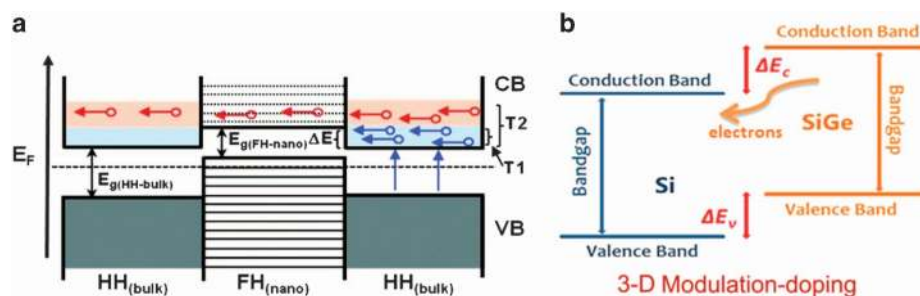 a
CB
E_F
E_g(HH-bulk)
E_g(FH-nano)
ΔE
T2
T1
VB
HH(bulk)
FH(nano)
HH(bulk)
b
Conduction Band
ΔE_c
Conduction Band
electrons
SiGe
Bandgap
Bandgap
Si
Valence Band
ΔE_v
Valence Band
3-D Modulation-doping